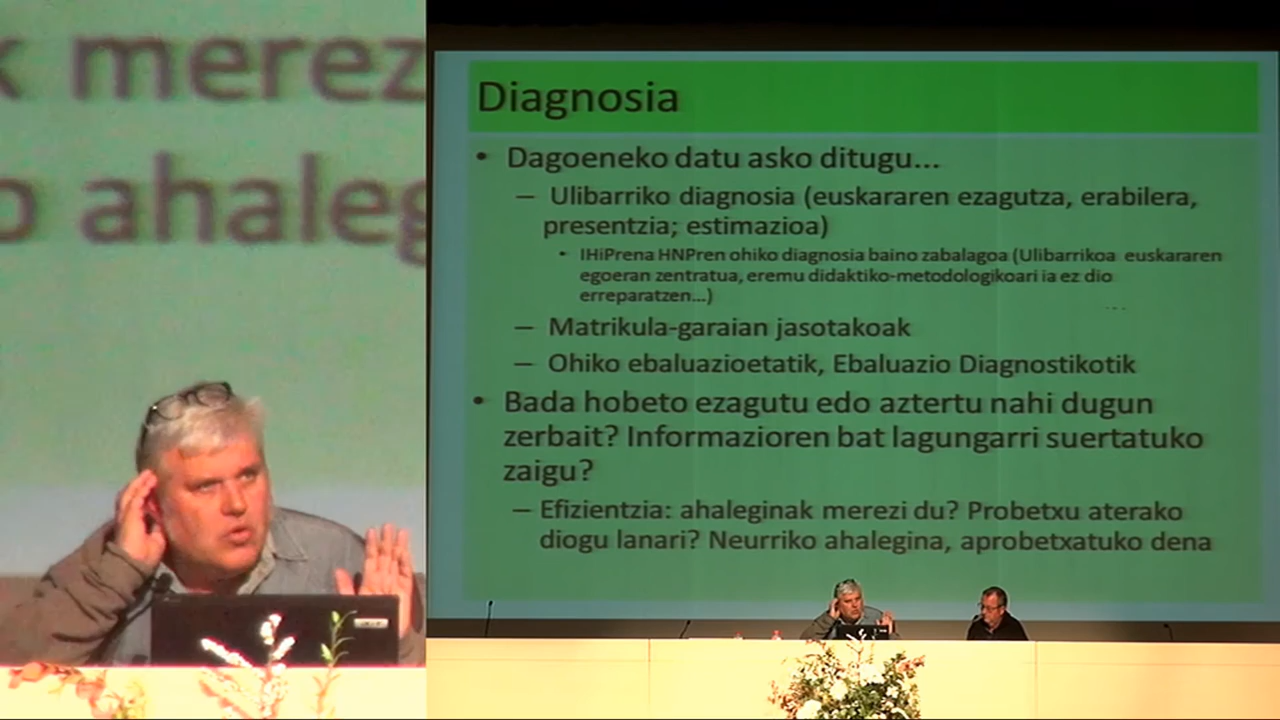 k merez
o ahaleg
Diagnosia
• Dagoeneko datu asko ditugu...
– Ulibarriko diagnosia (euskararen ezagutza, erabilera,
presentzia; estimazioa)
• IHiPrena HNPren ohiko diagnosia baino zabalagoa (Ulibarrikoa euskararen
egoeran zentratua, eremu didaktiko-metodologikoari ia ez dio
erreparatzen...)
– Matrikula-garaian jasotakoak
– Ohiko ebaluazioetatik, Ebaluazio Diagnostikotik
• Bada hobeto ezagutu edo aztertu nahi dugun
zerbait? Informazioren bat lagungarri suertatuko
zaigu?
– Efizientzia: ahaleginak merezi du? Probetxu aterako
diogu lanari? Neurriko ahalegina, aprobetxatuko dena